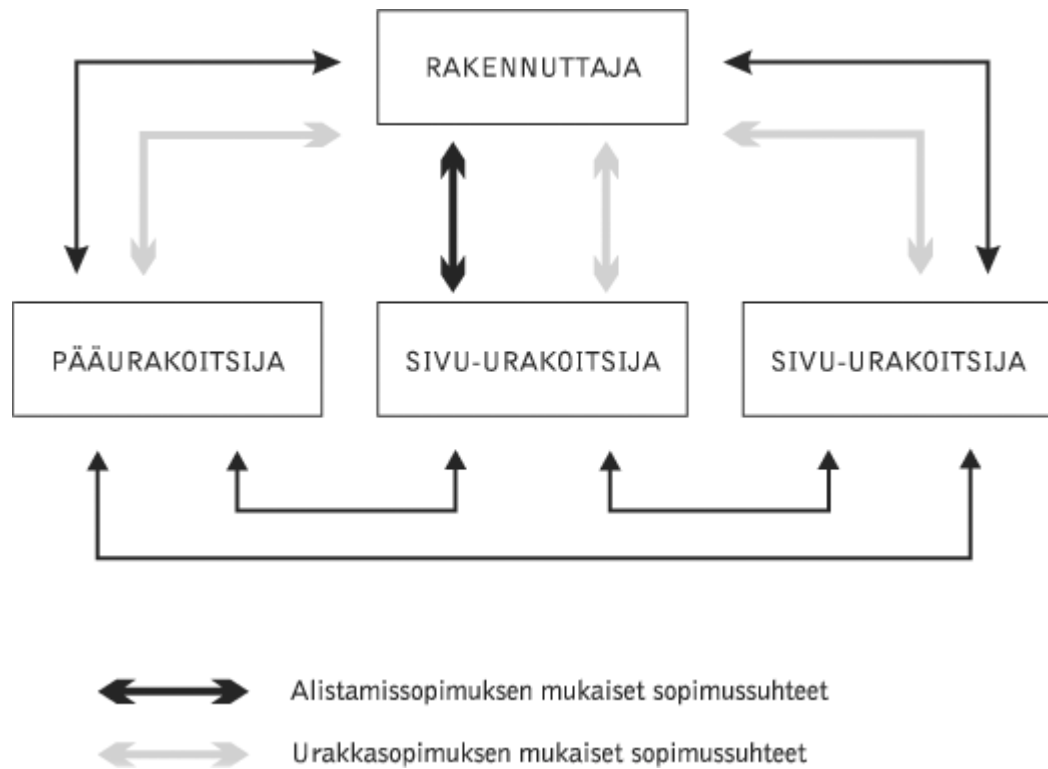 RAKENNUTTAJA
PÄÄURAKOITSIJA
SIVU-URAKOITSIJA
SIVU-URAKOITSIJA
Alistamissopimuksen mukaiset sopimussuhteet
Urakkasopimuksen mukaiset sopimussuhteet